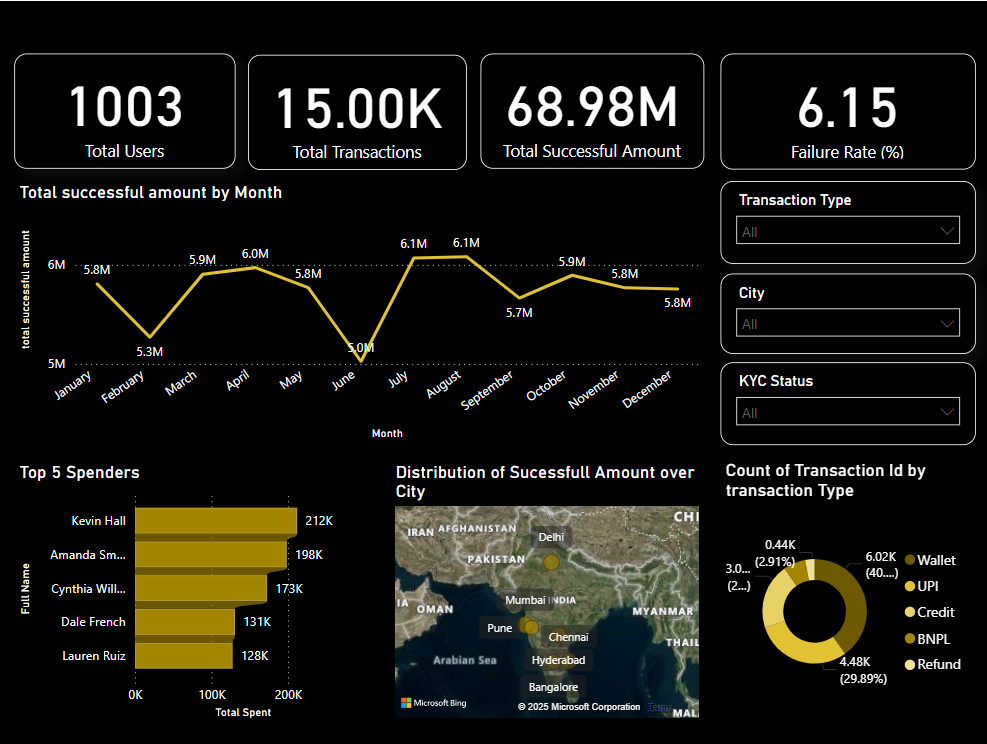 1003
Total Users
15.00K
Total Transactions
68.98M
Total Successful Amount
6.15
Failure Rate (%)
Total successful amount by Month
total successful amount
6M
5M
5.8M
5.3M
5.9M
6.0M
5.8M
5.0M
6.1M
6.1M
5.7M
5.9M
5.8M
5.8M
January
February
March
April
May
June
July
August
September
October
November
December
Month
Transaction Type
All
City
All
KYC Status
All
Top 5 Spenders
Full Name
Kevin Hall
212K
Amanda Sm...
198K
Cynthia Will...
173K
Dale French
131K
Lauren Ruiz
128K
0K
100K
200K
Total Spent
Distribution of Sucessfull Amount over
City
IRAN
AFGHANISTAN
CHI
Delhi
PAKISTAN
Mumbai
INDIA
IA
OMAN
MYANMAR
Pune
Chennai
THAIL
Arabian Sea
Hyderabad
Bangalore
Microsoft Bing
© 2025 Microsoft Corporation
Terms
MAL
Count of Transaction Id by
transaction Type
0.44K
(2.91%)
6.02K
(40....)
3.0...
(2...)
4.48K
(29.89%)
Wallet
UPI
Credit
BNPL
Refund